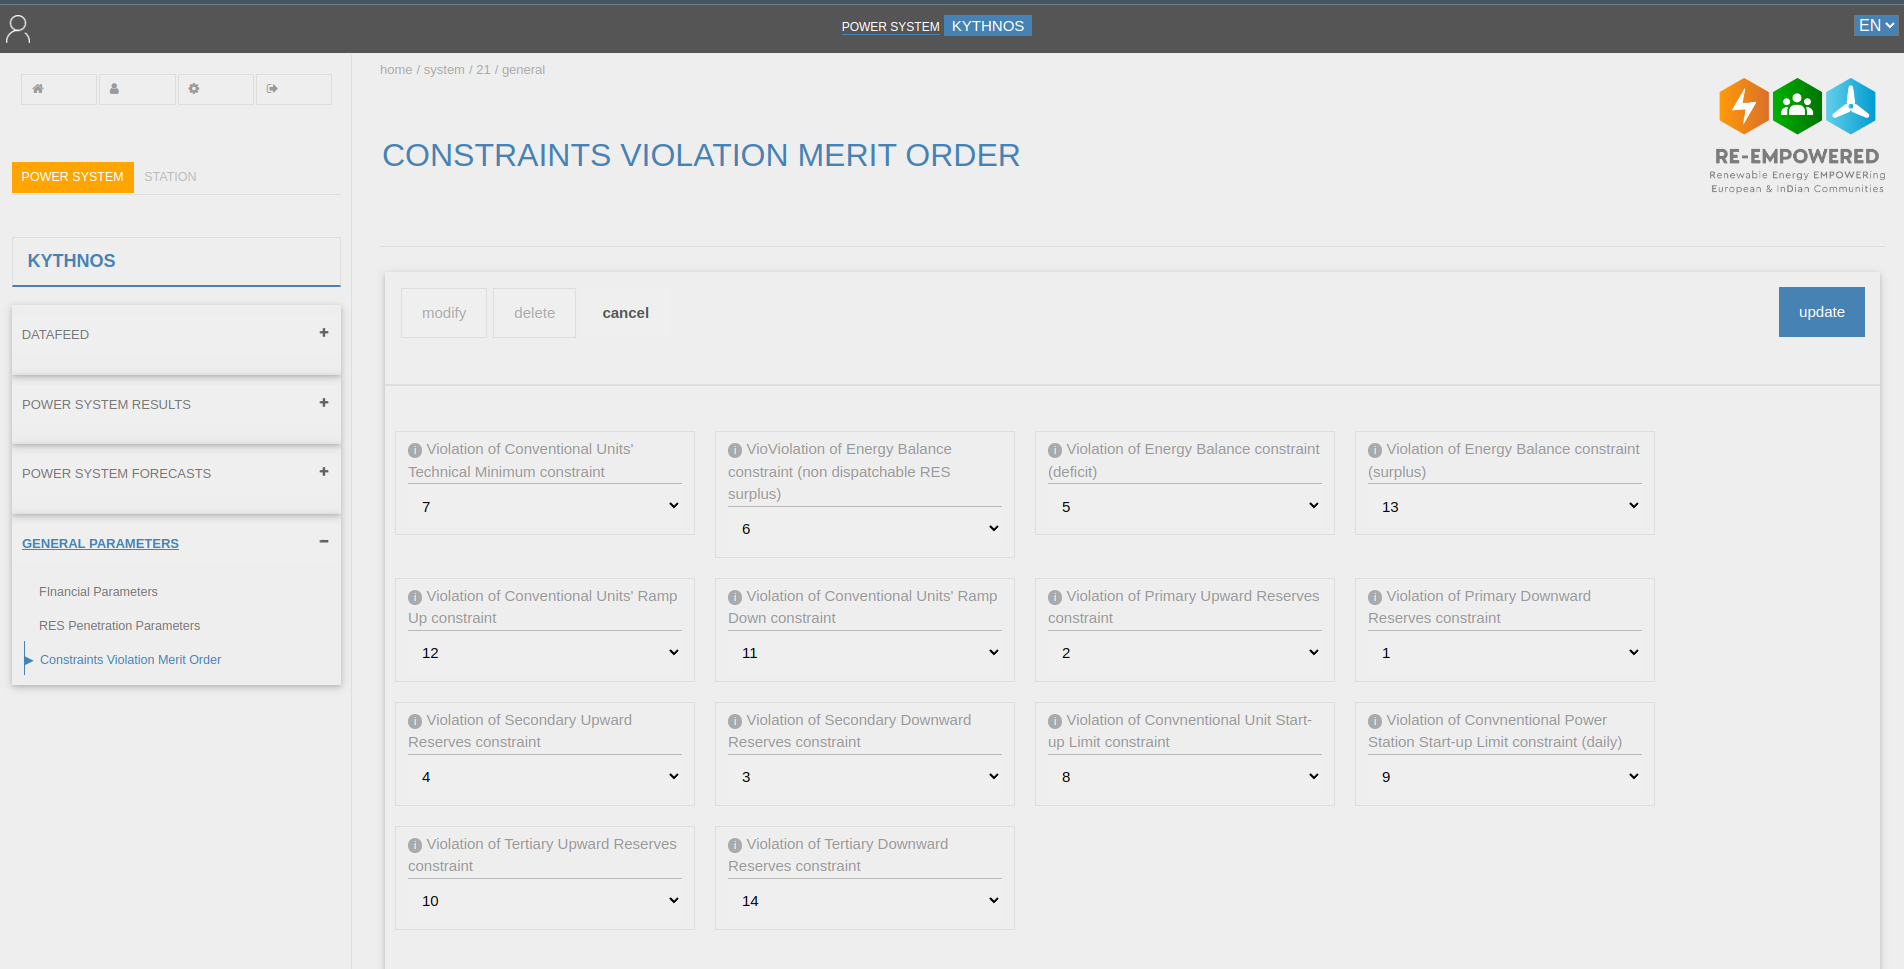 POWER SYSTEM KYTHNOS
EN
home / system / 21 / general
POWER SYSTEM STATION
CONSTRAINTS VIOLATION MERIT ORDER
RE-EMPOWERED
Renewable Energy EMPOWERing
European & InDian Communities
KYTHNOS
DATAFEED +
POWER SYSTEM RESULTS +
POWER SYSTEM FORECASTS +
GENERAL PARAMETERS −
FInancial Parameters
RES Penetration Parameters
Constraints Violation Merit Order
modify delete cancel update
i Violation of Conventional Units'
Technical Minimum constraint
7
i VioViolation of Energy Balance
constraint (non dispatchable RES
surplus)
6
i Violation of Energy Balance constraint
(deficit)
5
i Violation of Energy Balance constraint
(surplus)
13
i Violation of Conventional Units' Ramp
Up constraint
12
i Violation of Conventional Units' Ramp
Down constraint
11
i Violation of Primary Upward Reserves
constraint
2
i Violation of Primary Downward
Reserves constraint
1
i Violation of Secondary Upward
Reserves constraint
4
i Violation of Secondary Downward
Reserves constraint
3
i Violation of Convnentional Unit Start-
up Limit constraint
8
i Violation of Convnentional Power
Station Start-up Limit constraint (daily)
9
i Violation of Tertiary Upward Reserves
constraint
10
i Violation of Tertiary Downward
Reserves constraint
14